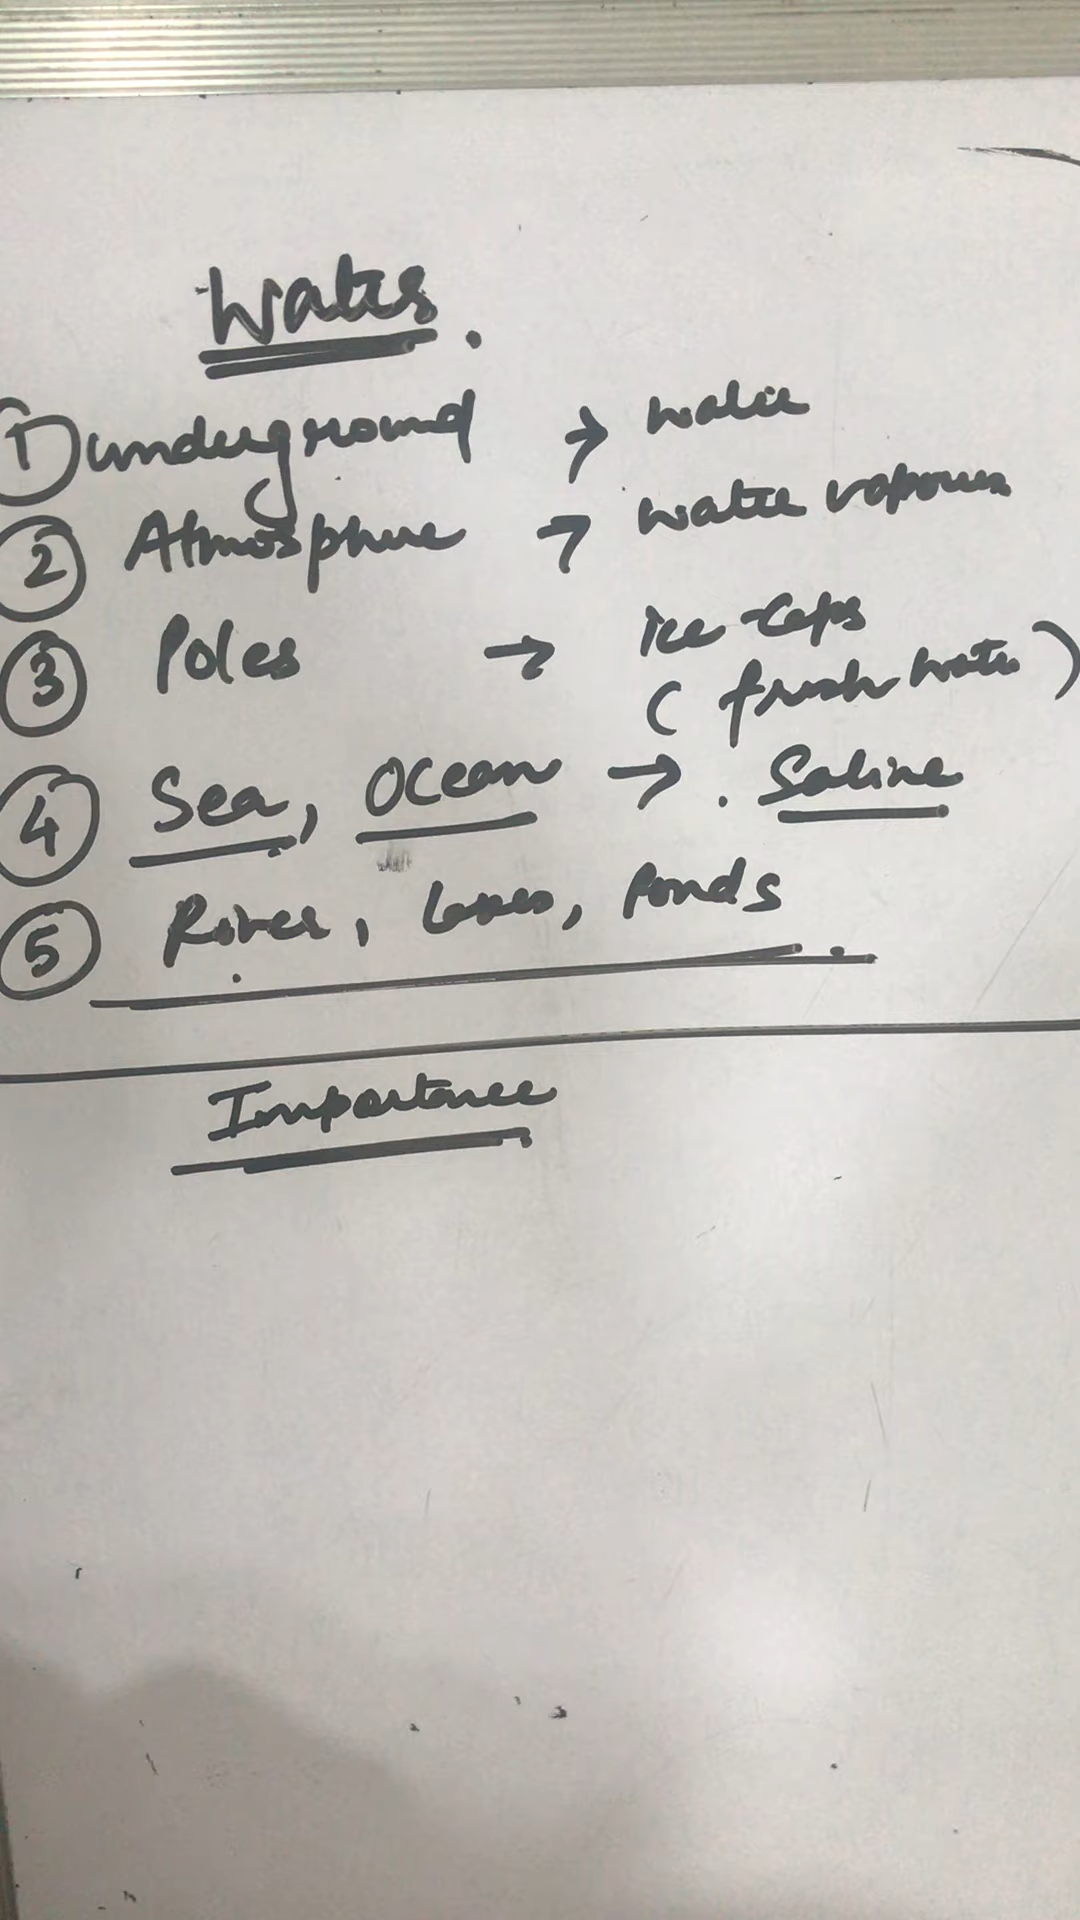 Water.
1) underground → water
2 Atmosphere → water vapours
3 Poles → ice-caps
(fresh water)
4 Sea, Ocean → Saline
5 River, Lakes, Ponds
Importance